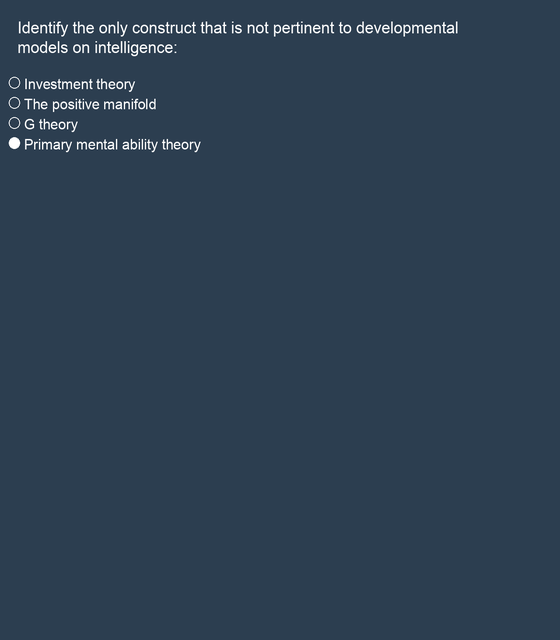 Identify the only construct that is not pertinent to developmental
models on intelligence:
Investment theory
The positive manifold
G theory
Primary mental ability theory